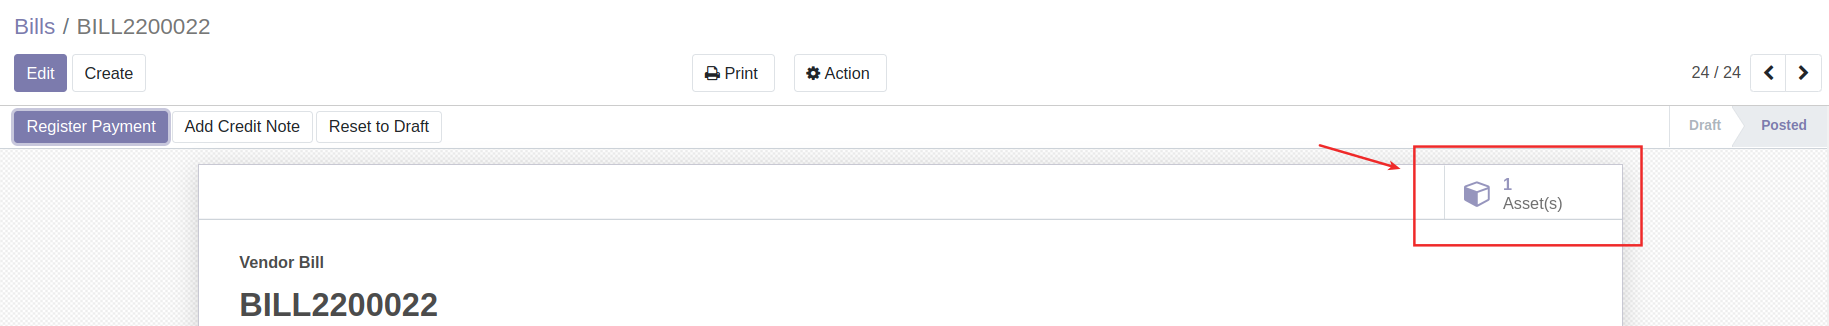 Bills / BILL2200022
Edit Create Print Action 24 / 24
Register Payment Add Credit Note Reset to Draft Draft Posted
1
Asset(s)
Vendor Bill
BILL2200022